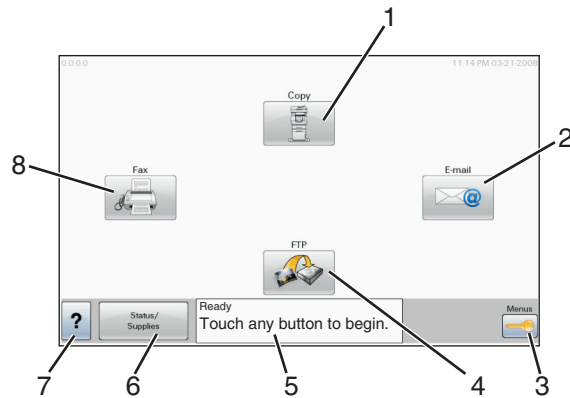 1
0.0.0.0
11:14 PM 03-21-2008
Copy
2
8
Fax
E-mail
FTP
Ready
Touch any button to begin.
?
Status/
Supplies
Menus
7
6
5
4
3